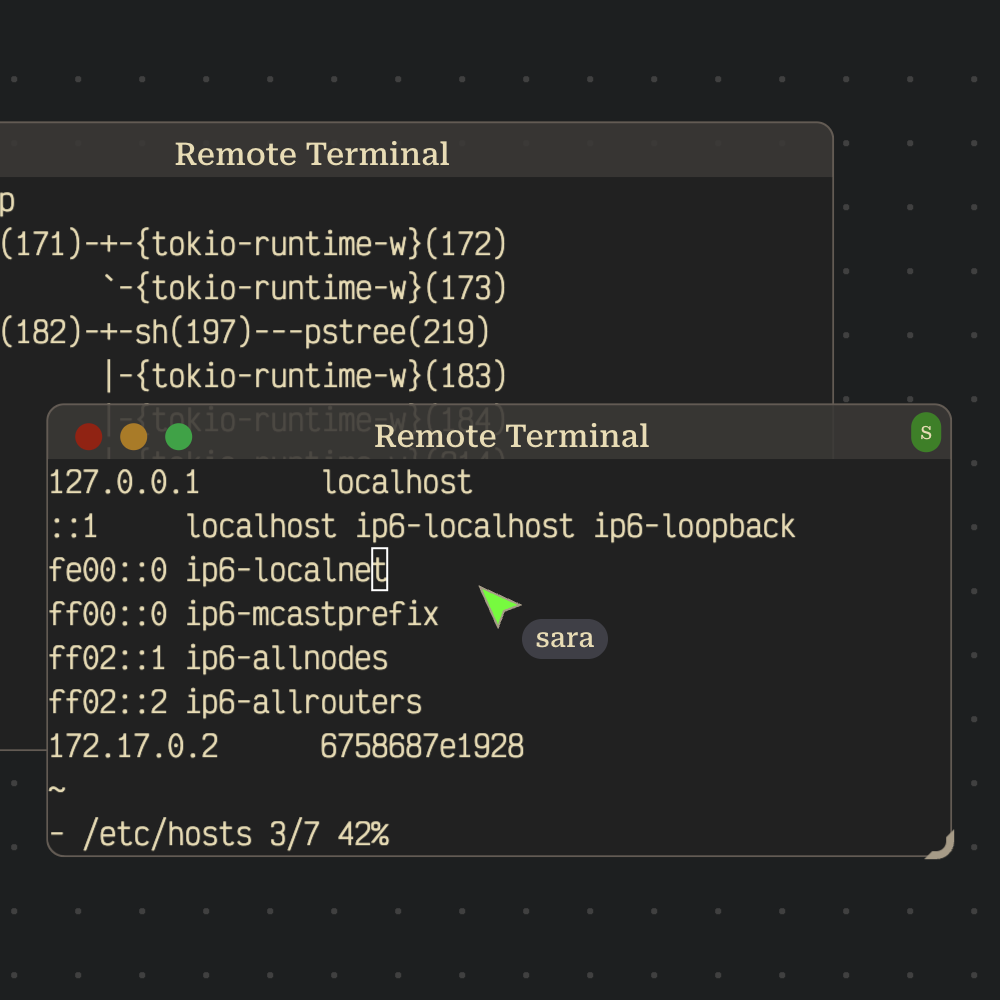 Remote Terminal
p
(171)-+-{tokio-runtime-w}(172)
`-{tokio-runtime-w}(173)
(182)-+-sh(197)---pstree(219)
|-{tokio-runtime-w}(183)
|-{tokio-runtime-w}(184)
|-{tokio-runtime-w}(214)
Remote Terminal
S
127.0.0.1       localhost
::1     localhost ip6-localhost ip6-loopback
fe00::0 ip6-localnet
ff00::0 ip6-mcastprefix
sara
ff02::1 ip6-allnodes
ff02::2 ip6-allrouters
172.17.0.2      6758687e1928
~
- /etc/hosts 3/7 42%